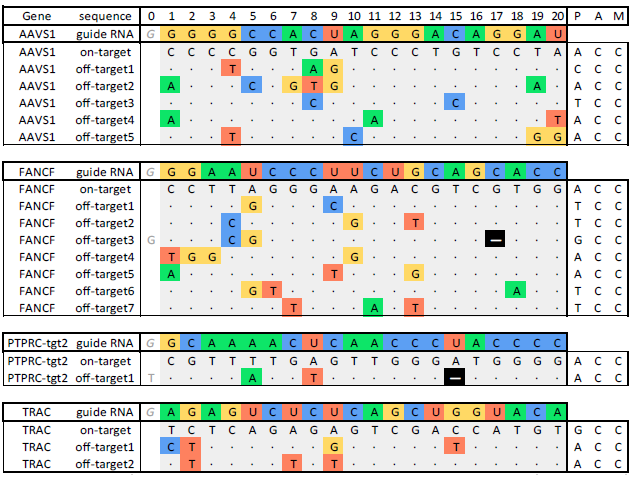 Gene sequence 0 1 2 3 4 5 6 7 8 9 10 11 12 13 14 15 16 17 18 19 20 P A M
AAVS1 guide RNA G G G G G C C A C U A G G G A C A G G A U
AAVS1 on-target C C C C G G T G A T C C C T G T C C T A A C C
AAVS1 off-target1 · · · T · · · A G · · · · · · · · · · · C C C
AAVS1 off-target2 A · · · C · G T G · · · · · · · · · A · A C C
AAVS1 off-target3 · · · · · · · C · · · · · · C · · · · · T C C
AAVS1 off-target4 A · · · · · · · · · A · · · · · · · · T A C C
AAVS1 off-target5 · · · T · · · · · C · · · · · · · · G G A C C
FANCF guide RNA G G G A A U C C C U U C U G C A G C A C C
FANCF on-target C C T T A G G G A A G A C G T C G T G G A C C
FANCF off-target1 · · · · G · · · C · · · · · · · · · · · T C C
FANCF off-target2 · · · C · · · · · G · · T · · · · · · · T C C
FANCF off-target3 G · · · C G · · · · · · · · · · · — · · · G C C
FANCF off-target4 T G G · · · · · · G · · · · · · · · · · A C C
FANCF off-target5 A · · · · · · · T · · · G · · · · · · · A C C
FANCF off-target6 · · · · G T · · · · · · · · · · · A · · T C C
FANCF off-target7 · · · · · · T · · · A · T · · · · · · · T C C
PTPRC-tgt2 guide RNA G G C A A A A C U C A A C C C U A C C C C
PTPRC-tgt2 on-target C G T T T T G A G T T G G G A T G G G G A C C
PTPRC-tgt2 off-target1 T · · · · A · · T · · · · · · — · · · · · A C C
TRAC guide RNA G A G A G U C U C U C A G C U G G U A C A
TRAC on-target T C T C A G A G A G T C G A C C A T G T G C C
TRAC off-target1 C T · · · · · · G · · · · · T · · · · · A C C
TRAC off-target2 · T · · · · T · T · · · · · · · · · · · A C C